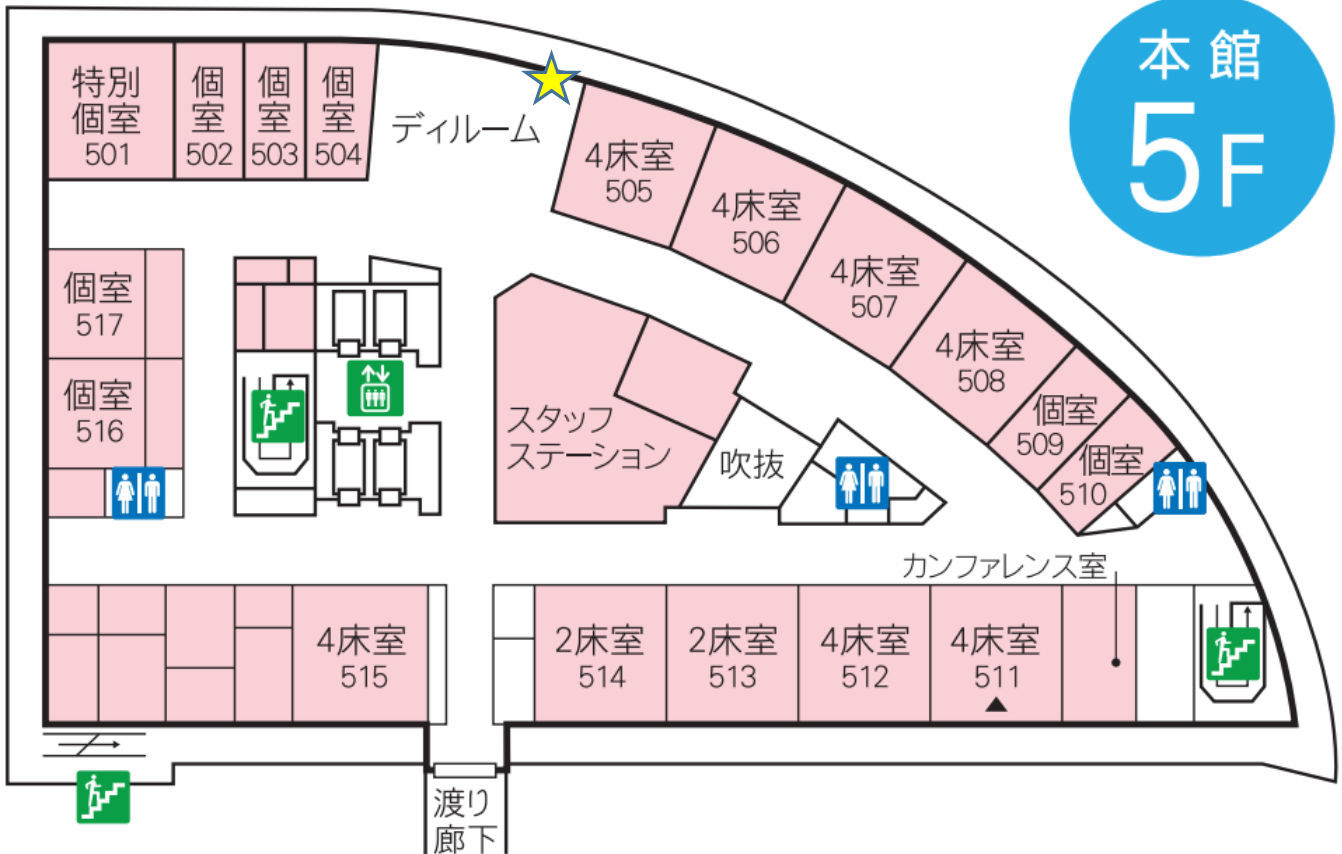 本館
5F
特別
個室
501
個室
502
個室
503
個室
504
ディルーム
4床室
505
4床室
506
4床室
507
4床室
508
個室
509
個室
510
個室
517
個室
516
スタッフ
ステーション
吹抜
カンファレンス室
4床室
515
2床室
514
2床室
513
4床室
512
4床室
511
渡り
廊下